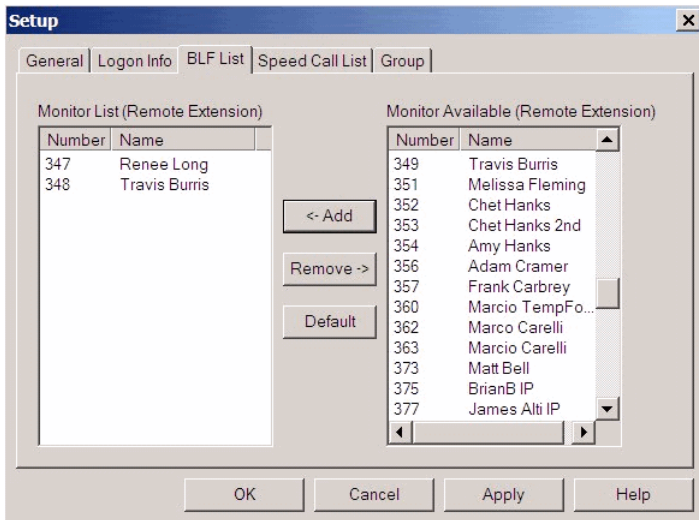 Setup
General Logon Info BLF List Speed Call List Group
Monitor List (Remote Extension)
Number Name
347 Renee Long
348 Travis Burris
<- Add
Remove ->
Default
Monitor Available (Remote Extension)
Number Name
349 Travis Burris
351 Melissa Fleming
352 Chet Hanks
353 Chet Hanks 2nd
354 Amy Hanks
356 Adam Cramer
357 Frank Carbrey
360 Marcio TempFo...
362 Marco Carelli
363 Marcio Carelli
373 Matt Bell
375 BrianB IP
377 James Alti IP
OK Cancel Apply Help